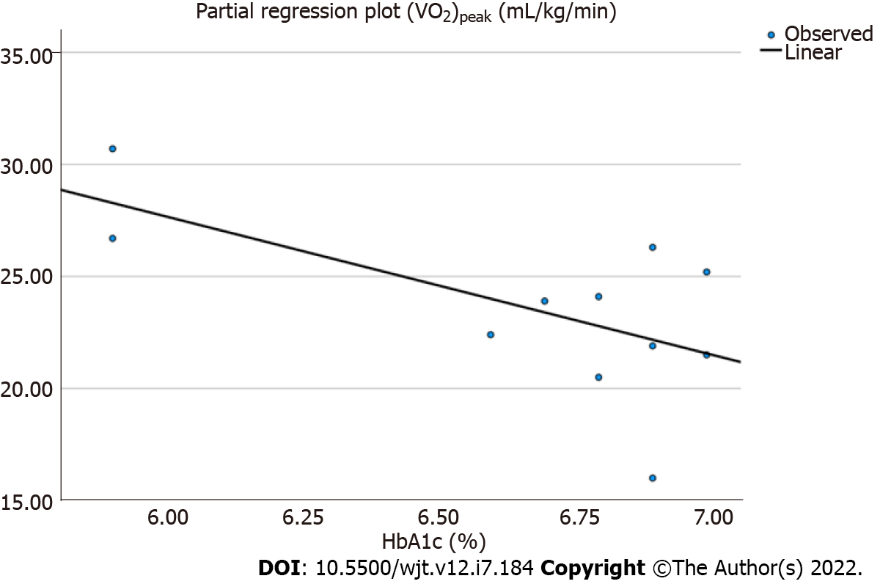 Partial regression plot (VO₂)peak (mL/kg/min)
Observed
Linear
35.00
30.00
25.00
20.00
15.00
6.00 6.25 6.50 6.75 7.00
HbA1c (%)
DOI: 10.5500/wjt.v12.i7.184 Copyright ©The Author(s) 2022.